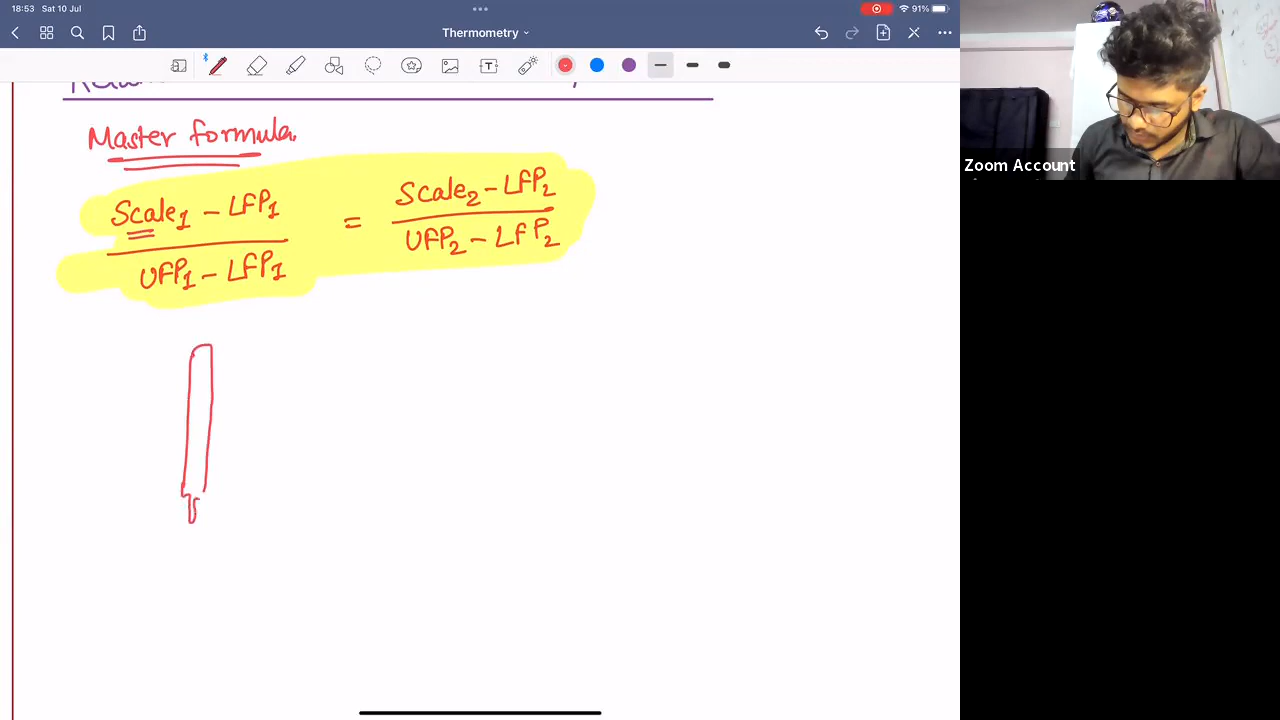 18:53 Sat 10 Jul
91%
Thermometry
Master formula
Scale1 – LFP1 = Scale2 – LFP2
UFP1 – LFP1 UFP2 – LFP2
Zoom Account